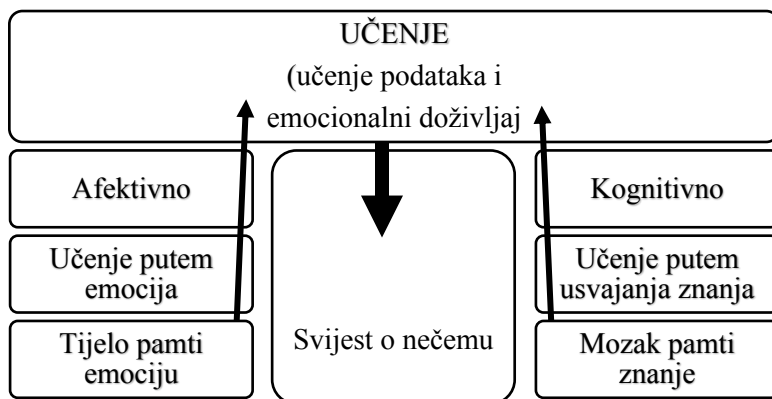 UČENJE
(učenje podataka i
emocionalni doživljaj
Afektivno
Učenje putem
emocija
Tijelo pamti
emociju
Svijest o nečemu
Kognitivno
Učenje putem
usvajanja znanja
Mozak pamti
znanje